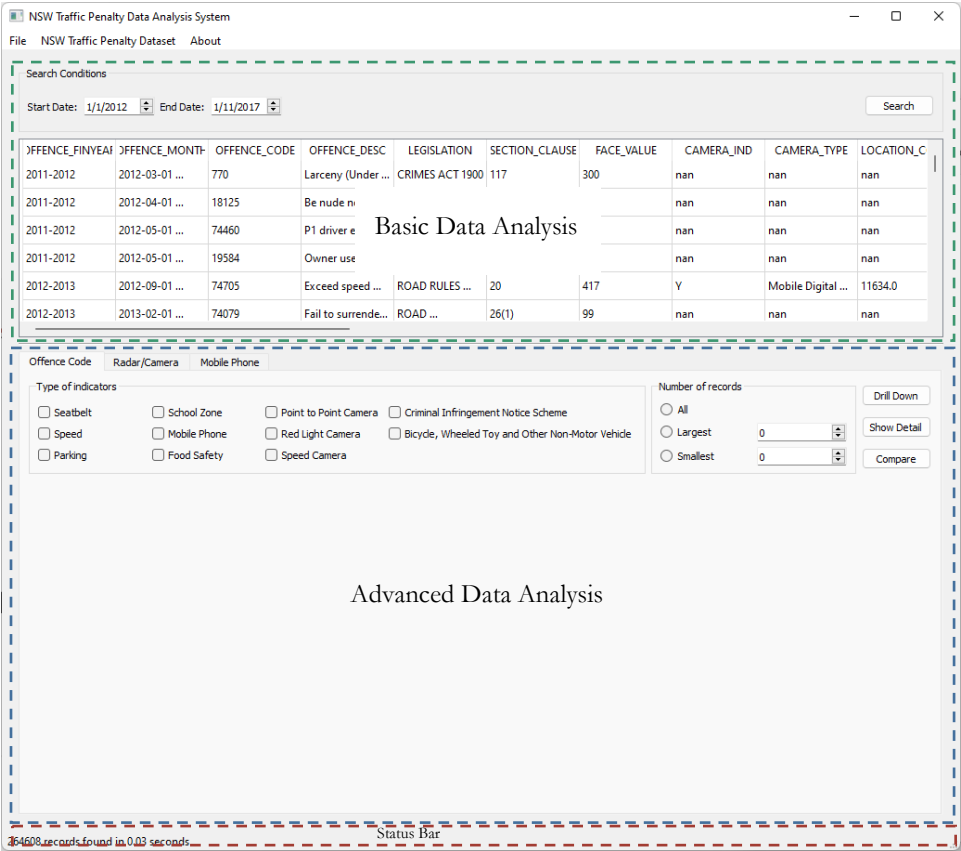 NSW Traffic Penalty Data Analysis System
File NSW Traffic Penalty Dataset About
Search Conditions
Start Date: 1/1/2012 End Date: 1/11/2017 Search
OFFENCE_FINYEAR OFFENCE_MONTH OFFENCE_CODE OFFENCE_DESC LEGISLATION SECTION_CLAUSE FACE_VALUE CAMERA_IND CAMERA_TYPE LOCATION_C
2011-2012 2012-03-01 ... 770 Larceny (Under ... CRIMES ACT 1900 117 300 nan nan nan
2011-2012 2012-04-01 ... 18125 Be nude nan nan nan
2011-2012 2012-05-01 ... 74460 P1 driver nan nan nan
Basic Data Analysis
2011-2012 2012-05-01 ... 19584 Owner use nan nan nan
2012-2013 2012-09-01 ... 74705 Exceed speed ... ROAD RULES ... 20 417 Y Mobile Digital ... 11634.0
2012-2013 2013-02-01 ... 74079 Fail to surrende... ROAD ... 26(1) 99 nan nan nan
Offence Code Radar/Camera Mobile Phone
Type of indicators Number of records
Drill Down
Seatbelt School Zone Point to Point Camera Criminal Infringement Notice Scheme All
Speed Mobile Phone Red Light Camera Bicycle, Wheeled Toy and Other Non-Motor Vehicle Largest 0 Show Detail
Parking Food Safety Speed Camera Smallest 0 Compare
Advanced Data Analysis
Status Bar
264608 records found in 0.03 seconds